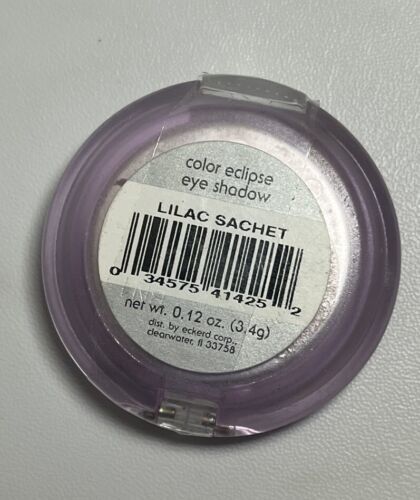 color eclipse
eye shadow
LILAC SACHET
0 34575 41425 2
net wt. 0.12 oz. (3.4g)
dist. by eckerd corp.,
clearwater, fl 33758